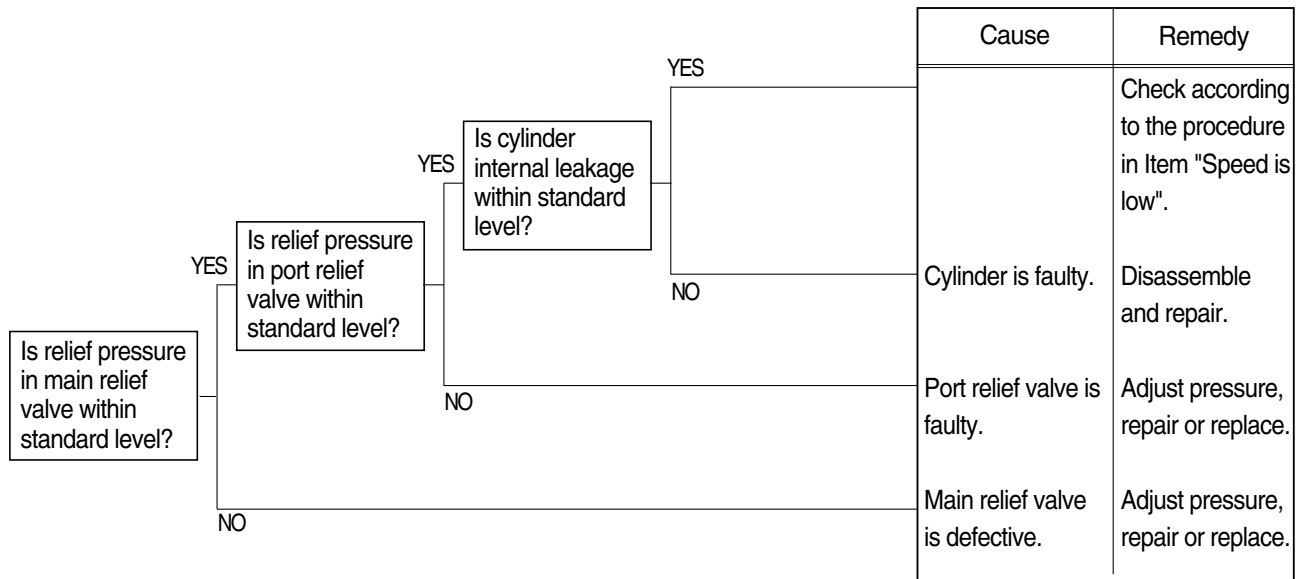 Cause
Remedy
YES
Check according
to the procedure
in Item "Speed is
low".
Is cylinder
internal leakage
within standard
level?
YES
NO
Cylinder is faulty.
Disassemble
and repair.
Is relief pressure
in port relief
valve within
standard level?
YES
NO
Port relief valve is
faulty.
Adjust pressure,
repair or replace.
Is relief pressure
in main relief
valve within
standard level?
NO
Main relief valve
is defective.
Adjust pressure,
repair or replace.